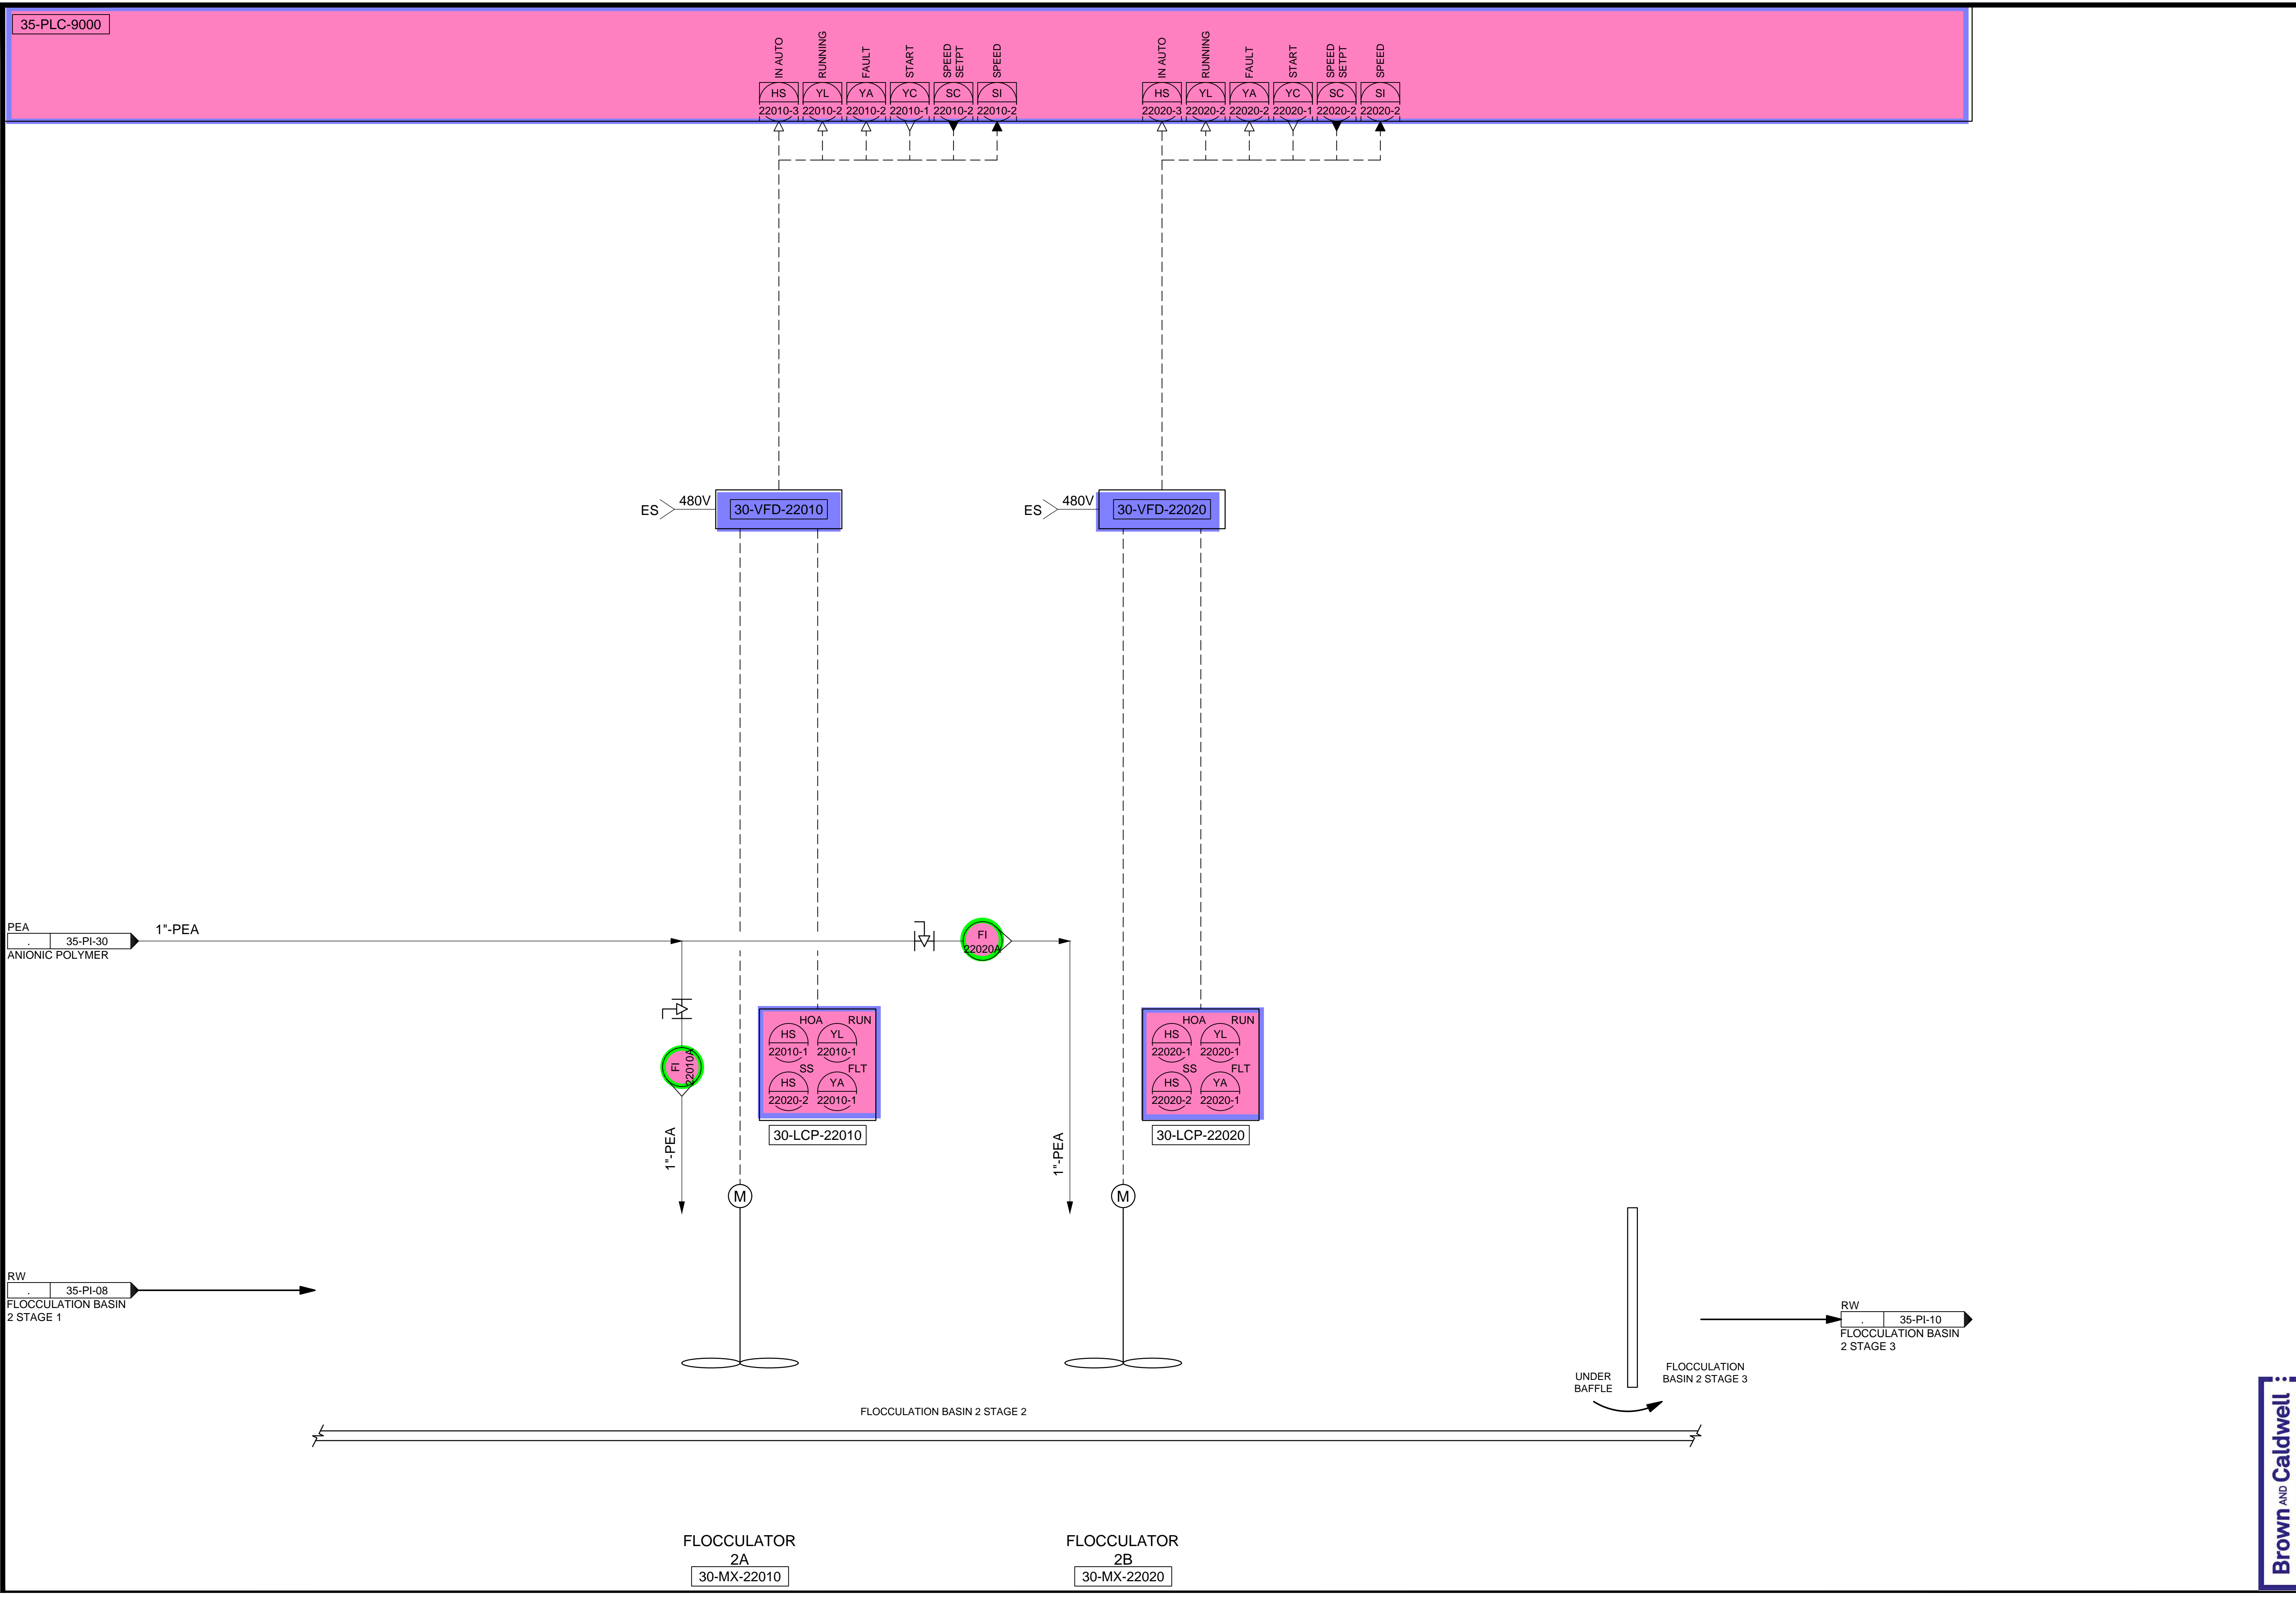 35-PLC-9000
IN AUTO
RUNNING
FAULT
START
SPEED
SETPT
SPEED
HS
22010-3
YL
22010-2
YA
22010-2
YC
22010-1
SC
22010-2
SI
22010-2
IN AUTO
RUNNING
FAULT
START
SPEED
SETPT
SPEED
HS
22020-3
YL
22020-2
YA
22020-2
YC
22020-1
SC
22020-2
SI
22020-2
ES
480V
30-VFD-22010
ES
480V
30-VFD-22020
PEA
. 35-PI-30
ANIONIC POLYMER
1"-PEA
FI
22020A
FI
22010A
1"-PEA
HOA RUN
HS YL
22010-1 22010-1
SS FLT
HS YA
22020-2 22010-1
30-LCP-22010
1"-PEA
HOA RUN
HS YL
22020-1 22020-1
SS FLT
HS YA
22020-2 22020-1
30-LCP-22020
M
M
RW
. 35-PI-08
FLOCCULATION BASIN
2 STAGE 1
RW
. 35-PI-10
FLOCCULATION BASIN
2 STAGE 3
UNDER
BAFFLE
FLOCCULATION
BASIN 2 STAGE 3
FLOCCULATION BASIN 2 STAGE 2
FLOCCULATOR
2A
30-MX-22010
FLOCCULATOR
2B
30-MX-22020
Brown AND Caldwell